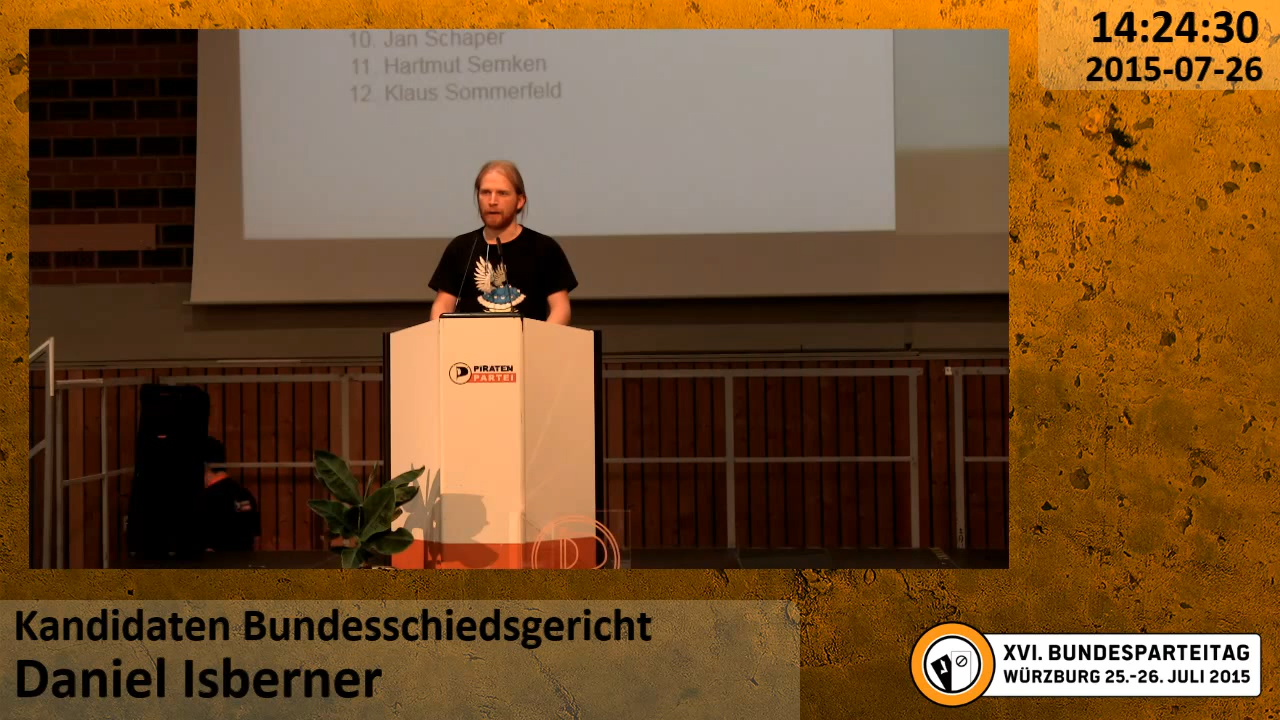 14:24:30
2015-07-26
10. Jan Schaper
11. Hartmut Semken
12. Klaus Sommerfeld
PIRATEN
PARTEI
Kandidaten Bundesschiedsgericht
Daniel Isberner
XVI. BUNDESPARTEITAG
WÜRZBURG 25.-26. JULI 2015